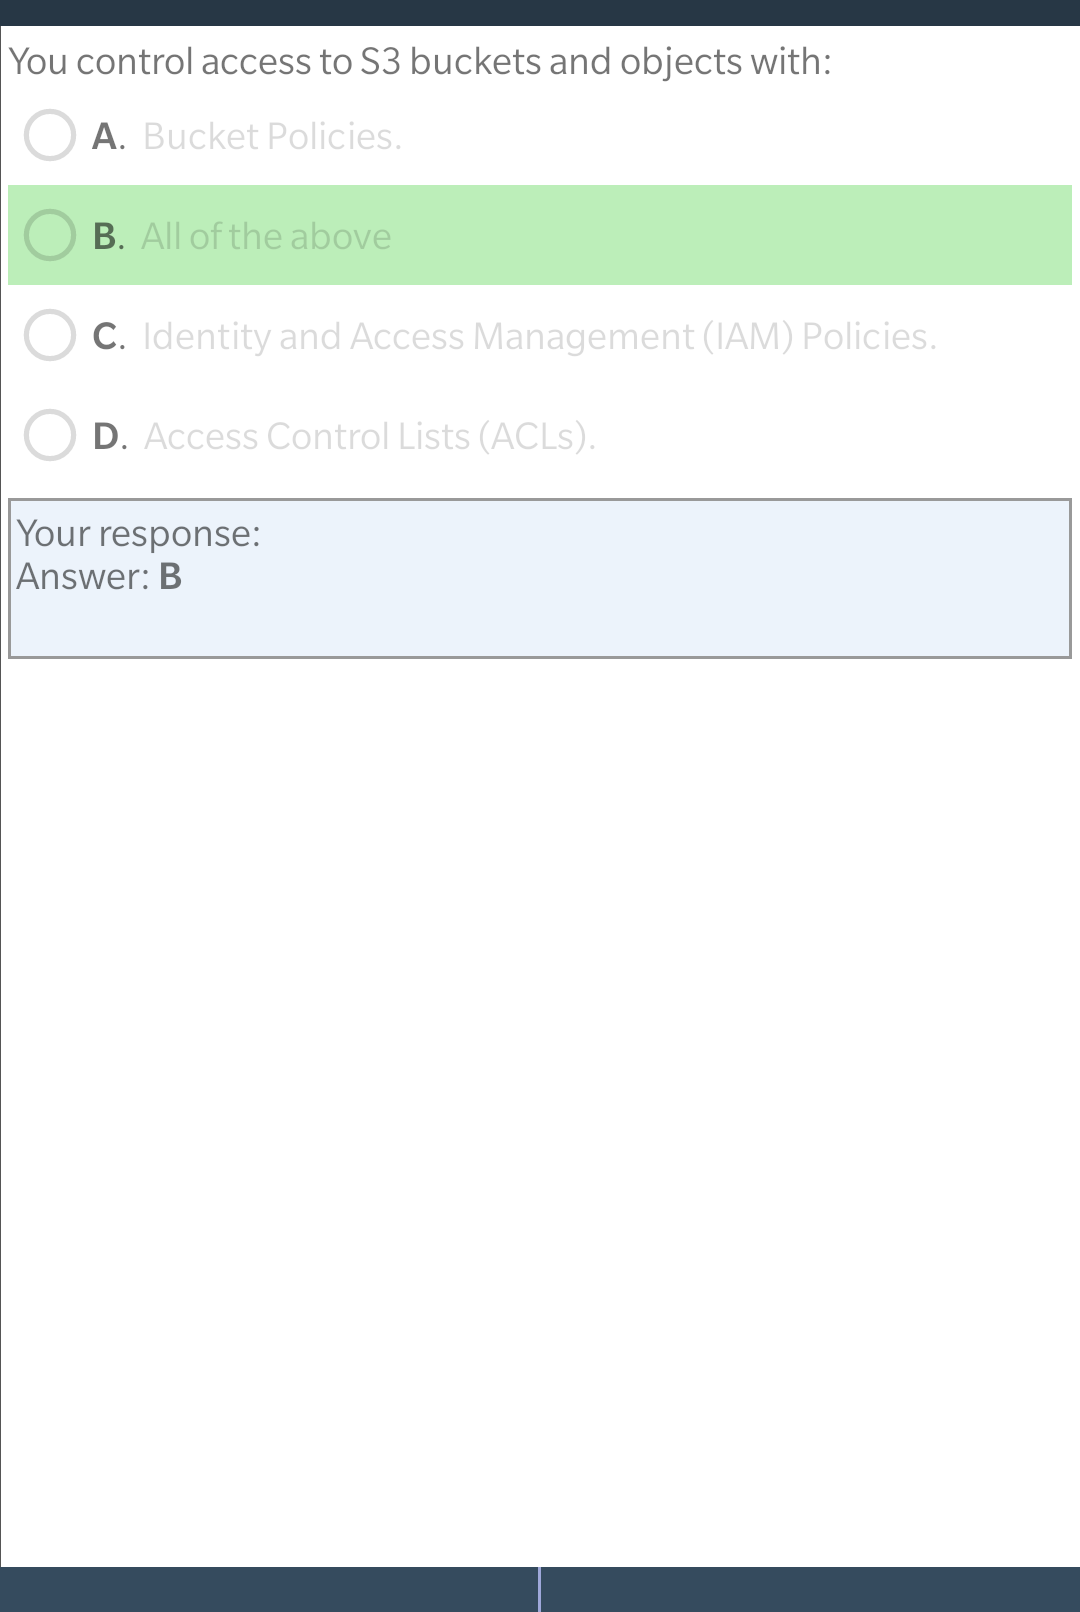 You control access to S3 buckets and objects with:
A. Bucket Policies.
B. All of the above
C. Identity and Access Management (IAM) Policies.
D. Access Control Lists (ACLs).
Your response:
Answer: B